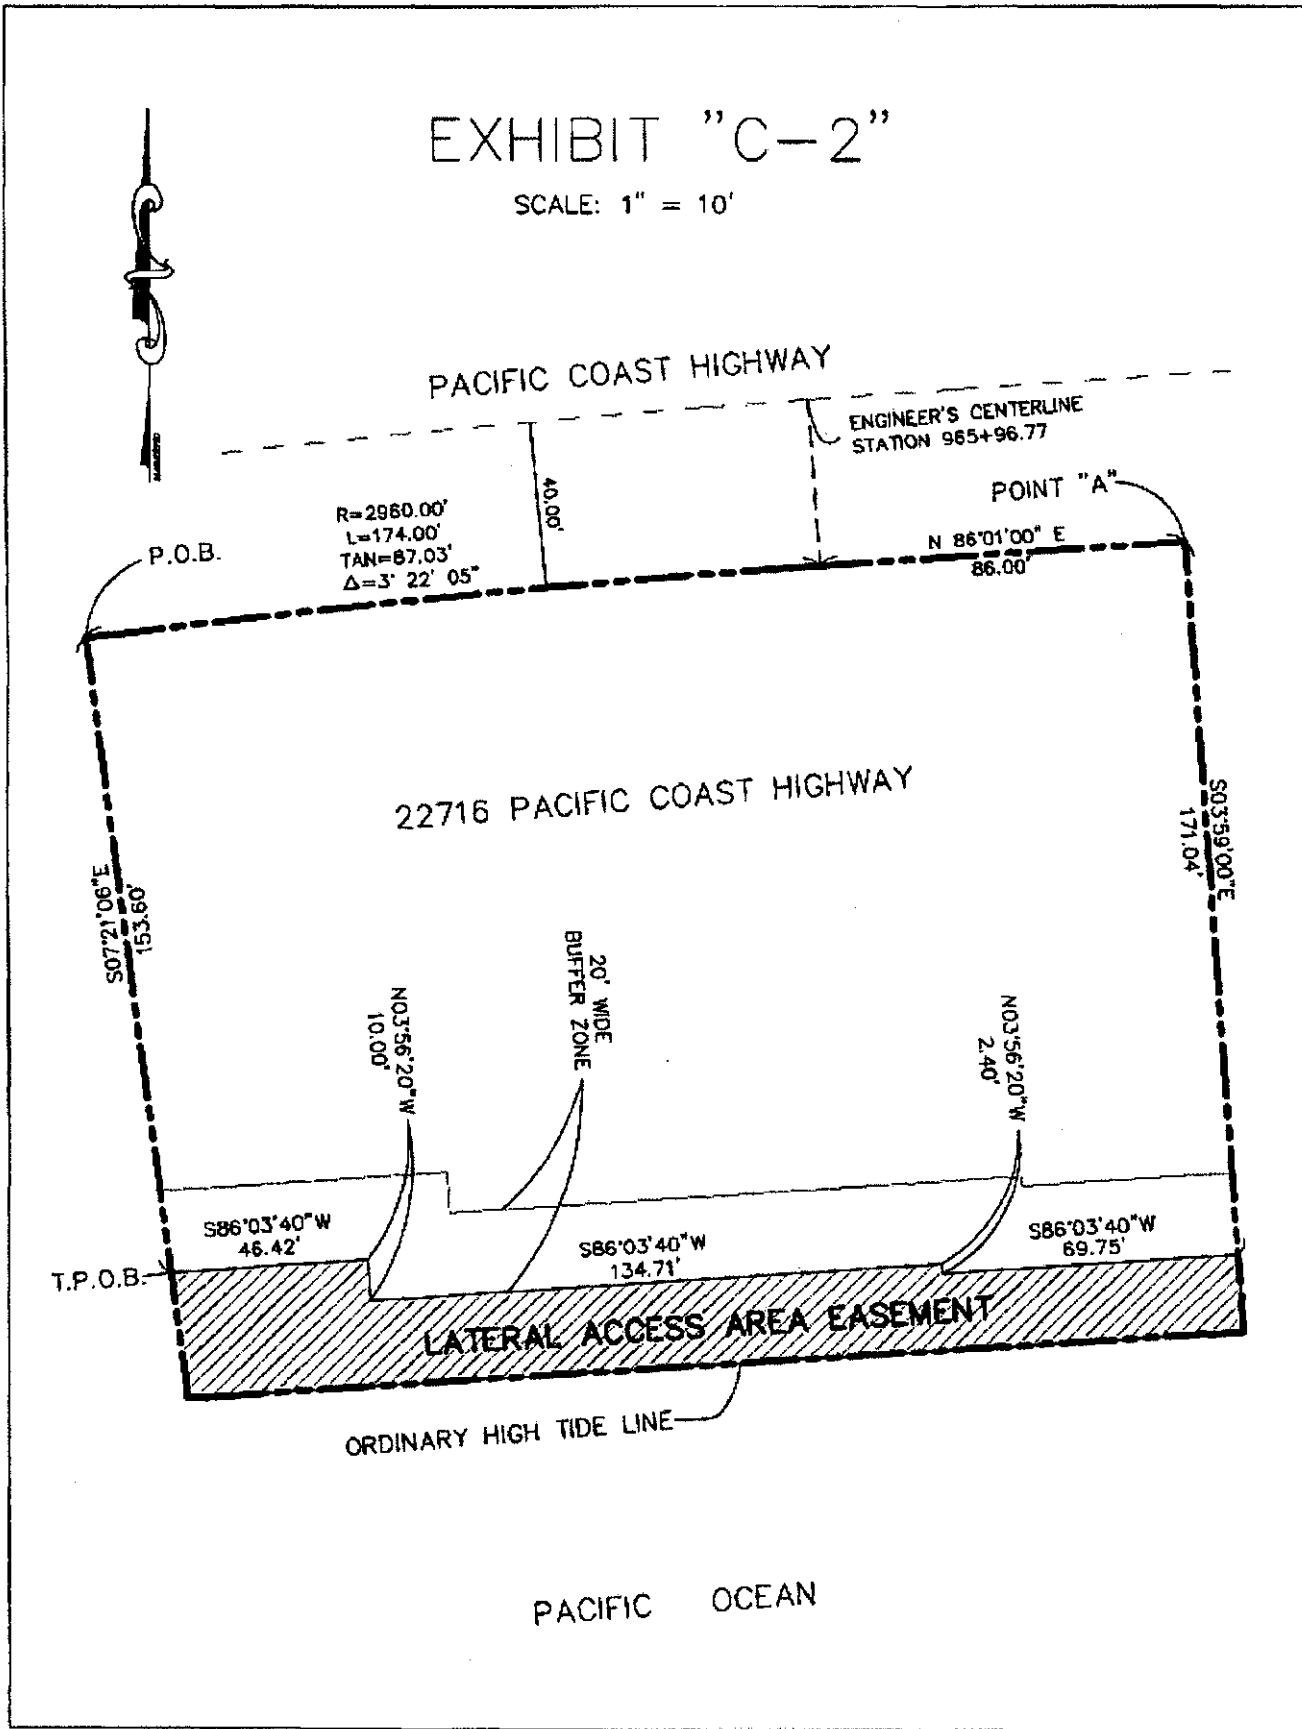 EXHIBIT "C-2"
SCALE: 1" = 10'
PACIFIC COAST HIGHWAY
ENGINEER'S CENTERLINE
STATION 965+96.77
POINT "A"
40.00'
R=2960.00'
L=174.00'
TAN=87.03'
Δ=3° 22' 05"
P.O.B.
N 86°01'00" E
86.00'
22716 PACIFIC COAST HIGHWAY
S03°59'00"E
171.04'
S07°21'06"E
153.60'
20' WIDE
BUFFER ZONE
N03°56'20"W
10.00'
N03°56'20"W
2.40'
S86°03'40"W
46.42'
S86°03'40"W
134.71'
S86°03'40"W
69.75'
T.P.O.B.
LATERAL ACCESS AREA EASEMENT
ORDINARY HIGH TIDE LINE
PACIFIC OCEAN